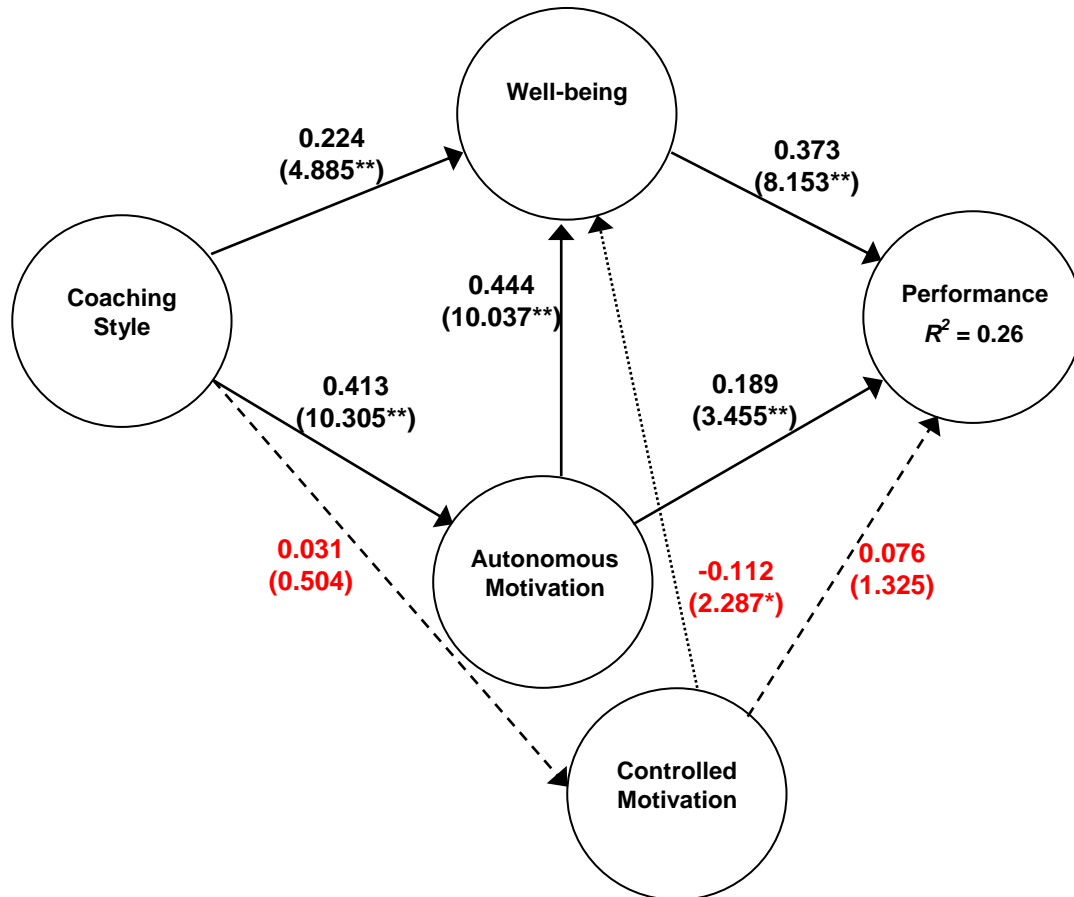 Well-being
0.224
(4.885**)
0.373
(8.153**)
Coaching
Style
0.444
(10.037**)
Performance
R² = 0.26
0.413
(10.305**)
0.189
(3.455**)
Autonomous
Motivation
0.031
(0.504)
-0.112
(2.287*)
0.076
(1.325)
Controlled
Motivation